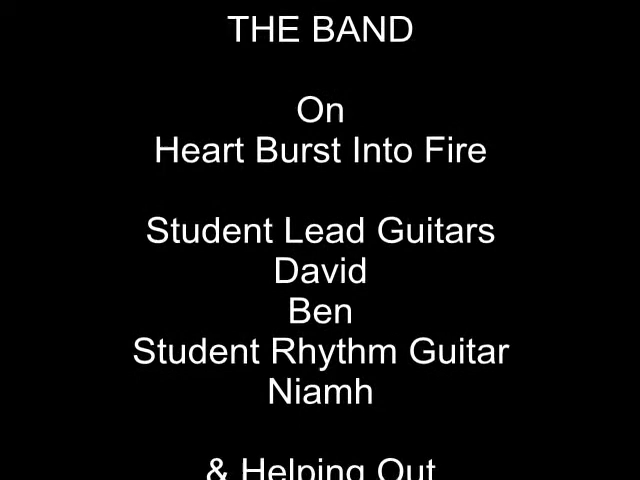 THE BAND
On
Heart Burst Into Fire
Student Lead Guitars
David
Ben
Student Rhythm Guitar
Niamh
& Helping Out